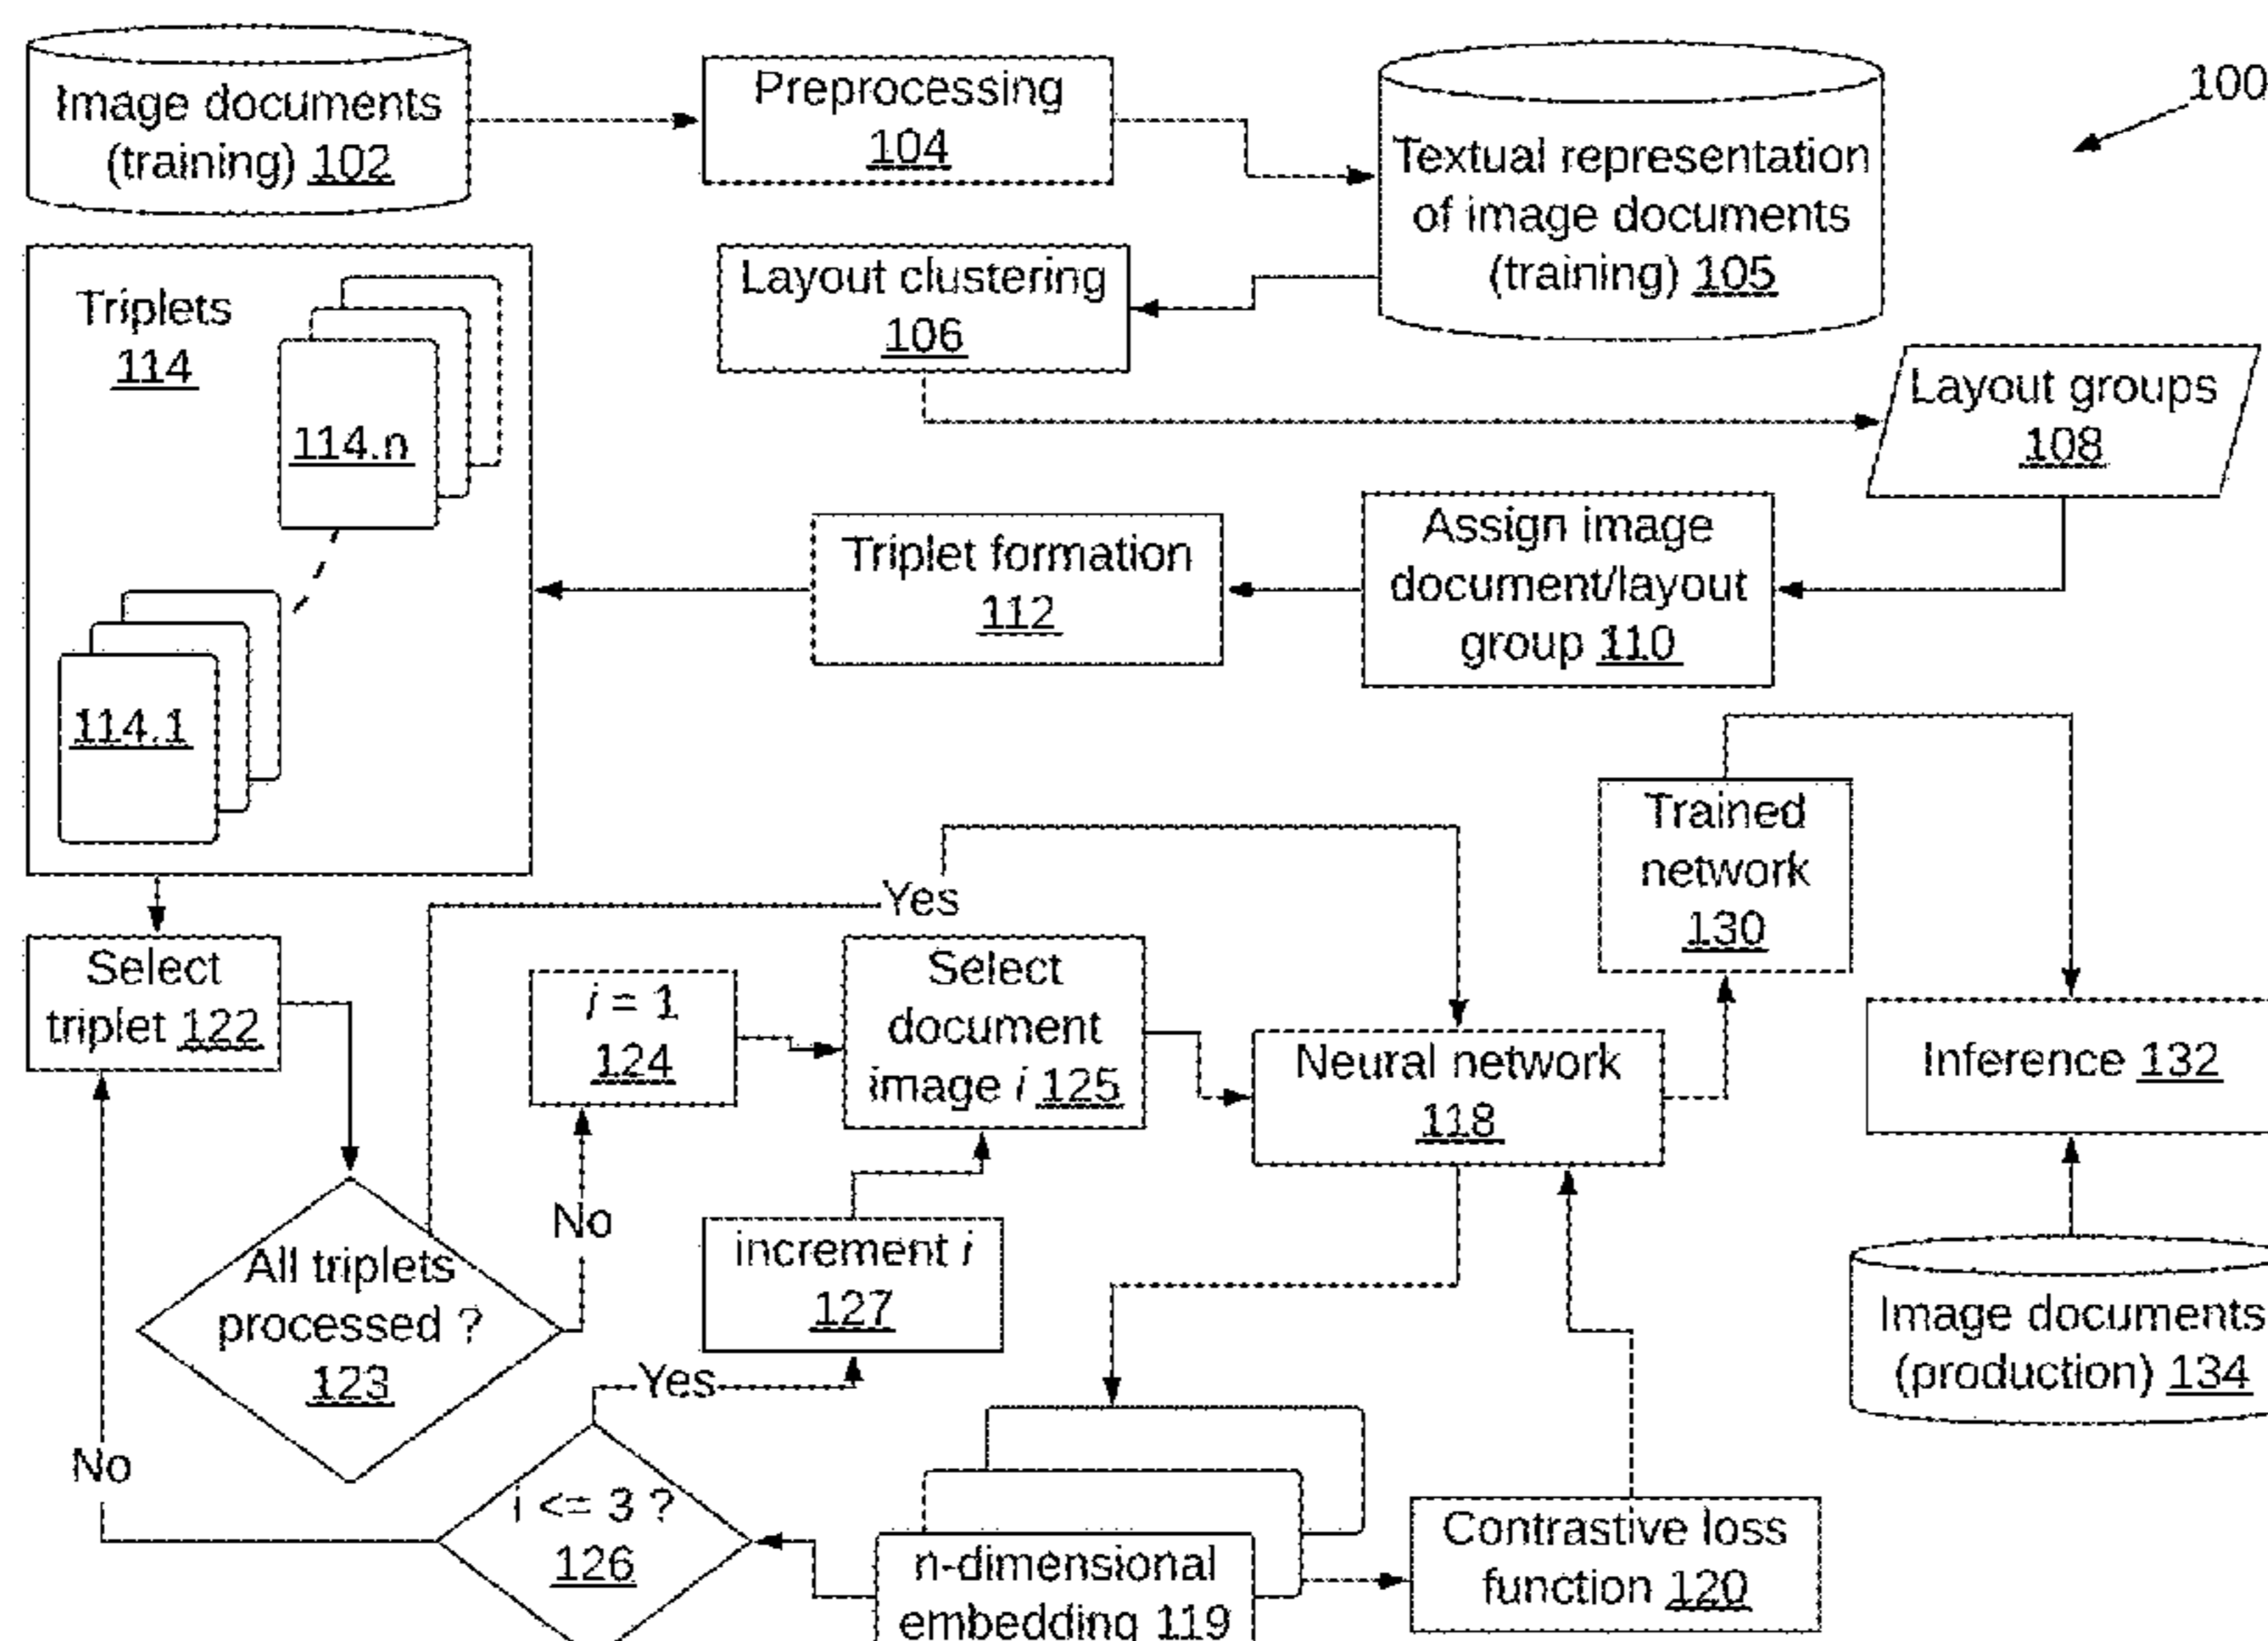 Image documents
(training) 102
Preprocessing
104
Textual representation
of image documents
(training) 105
100
Layout clustering
106
Triplets
114
114.n
114.1
Layout groups
108
Assign image
document/layout
group 110
Triplet formation
112
Trained
network
130
Yes
Select
triplet 122
i = 1
124
Select
document
image i 125
Neural network
118
Inference 132
No
All triplets
processed ?
123
increment i
127
Image documents
(production) 134
Yes
No
i <= 3 ?
126
n-dimensional
embedding 119
Contrastive loss
function 120